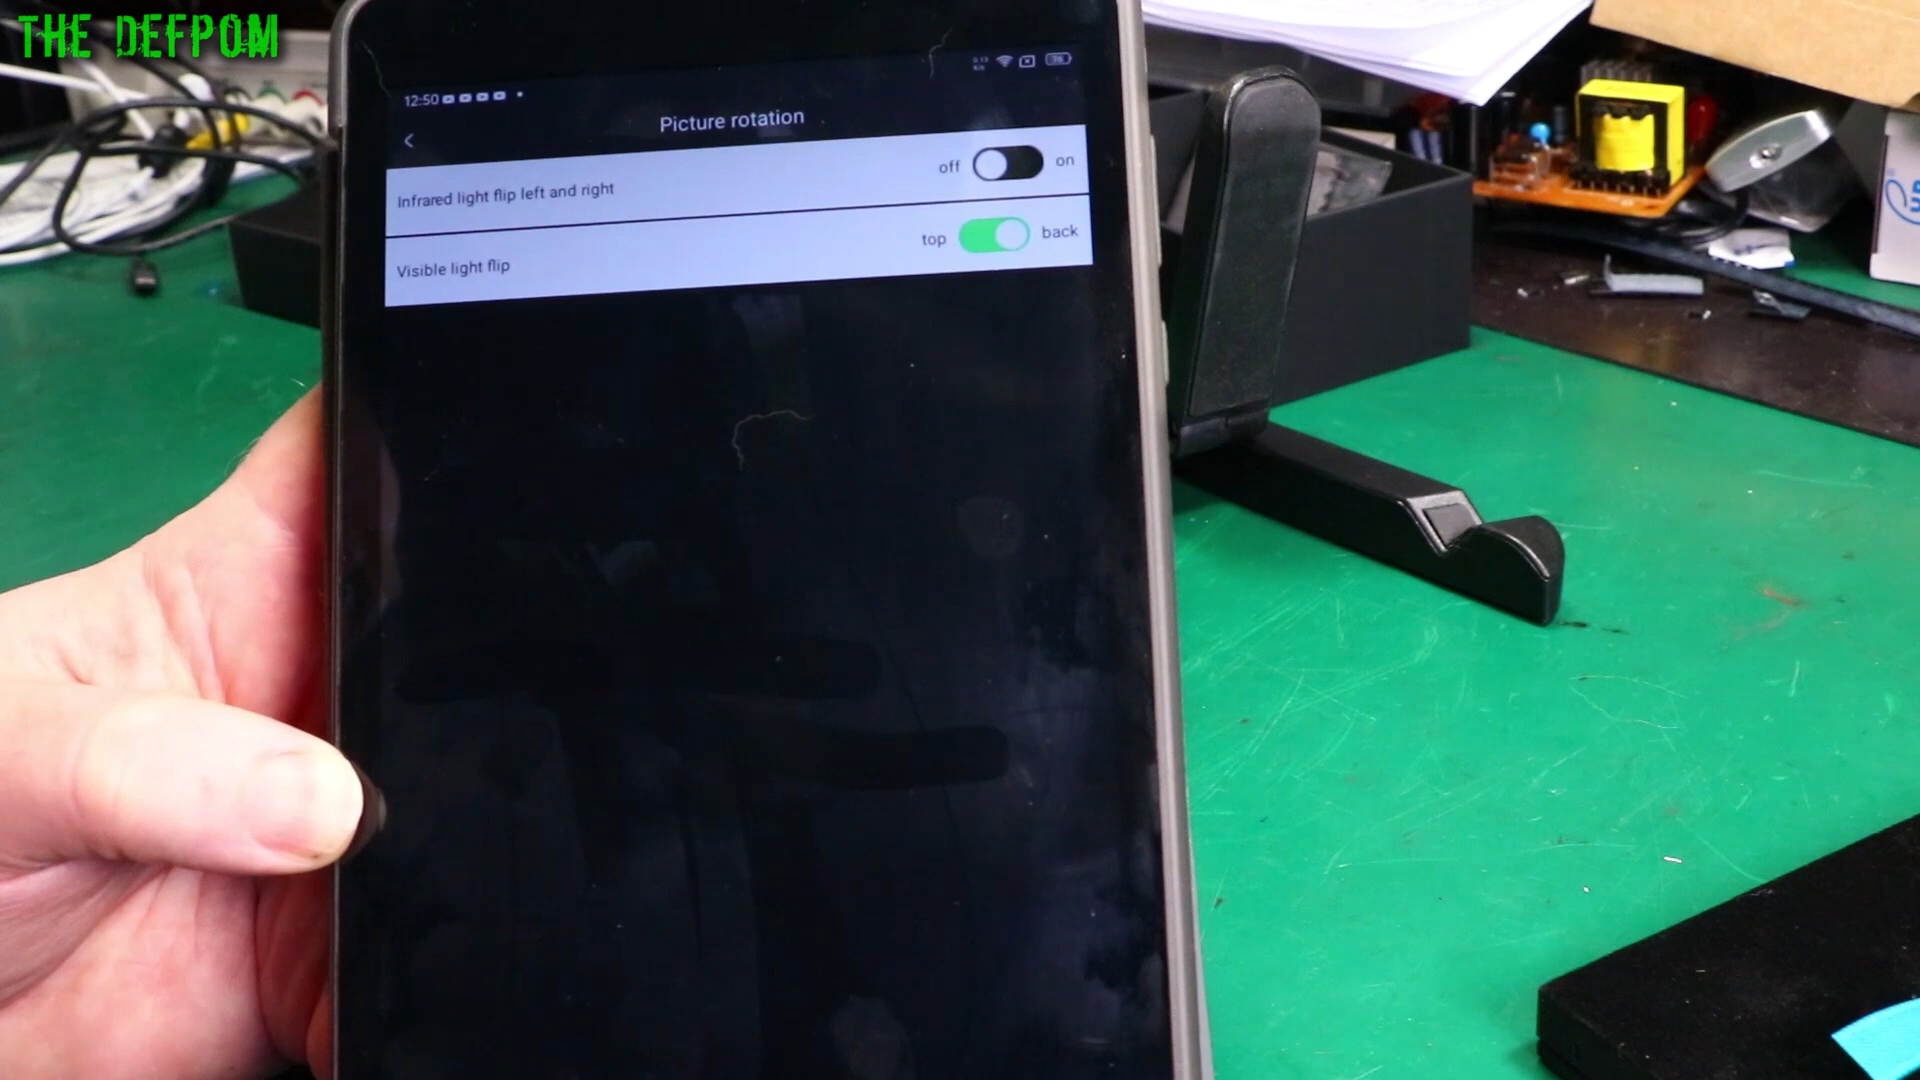 THE DEFPOM
12:50
Picture rotation
Infrared light flip left and right
off
on
Visible light flip
top
back